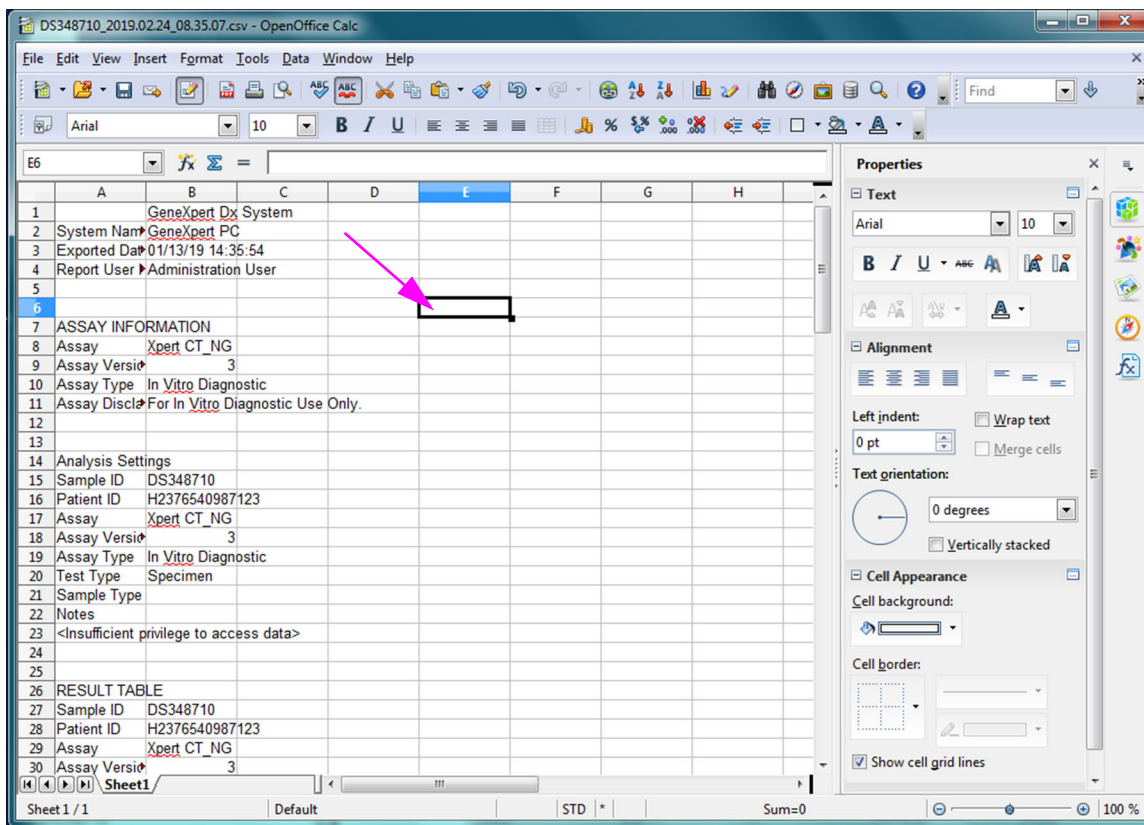 DS348710_2019.02.24_08.35.07.csv - OpenOffice Calc
File Edit View Insert Format Tools Data Window Help
ABC ABC Find
Arial 10 B I U % $% .000 .000 A
E6 fx Σ =
A B C D E F G H
1 GeneXpert Dx System
2 System Nam GeneXpert PC
3 Exported Dat 01/13/19 14:35:54
4 Report User N Administration User
5
6
7 ASSAY INFORMATION
8 Assay Xpert CT_NG
9 Assay Versio 3
10 Assay Type In Vitro Diagnostic
11 Assay Discla For In Vitro Diagnostic Use Only.
12
13
14 Analysis Settings
15 Sample ID DS348710
16 Patient ID H2376540987123
17 Assay Xpert CT_NG
18 Assay Versio 3
19 Assay Type In Vitro Diagnostic
20 Test Type Specimen
21 Sample Type
22 Notes
23 <Insufficient privilege to access data>
24
25
26 RESULT TABLE
27 Sample ID DS348710
28 Patient ID H2376540987123
29 Assay Xpert CT_NG
30 Assay Versio 3
Sheet1
Sheet 1 / 1 Default STD * Sum=0 100 %
Properties
Text
Arial 10
B I U ABC AA
A
Alignment
Left indent:
Wrap text
0 pt
Merge cells
Text orientation:
0 degrees
Vertically stacked
Cell Appearance
Cell background:
Cell border:
Show cell grid lines